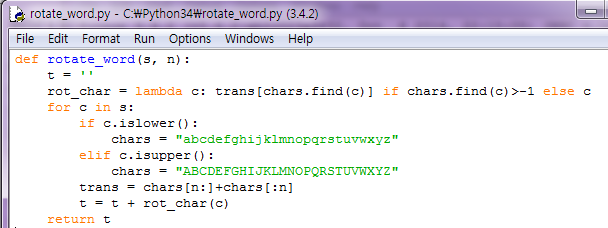 rotate_word.py - C:₩Python34₩rotate_word.py (3.4.2)
File Edit Format Run Options Windows Help
def rotate_word(s, n):
    t = ''
    rot_char = lambda c: trans[chars.find(c)] if chars.find(c)>-1 else c
    for c in s:
        if c.islower():
            chars = "abcdefghijklmnopqrstuvwxyz"
        elif c.isupper():
            chars = "ABCDEFGHIJKLMNOPQRSTUVWXYZ"
        trans = chars[n:]+chars[:n]
        t = t + rot_char(c)
    return t